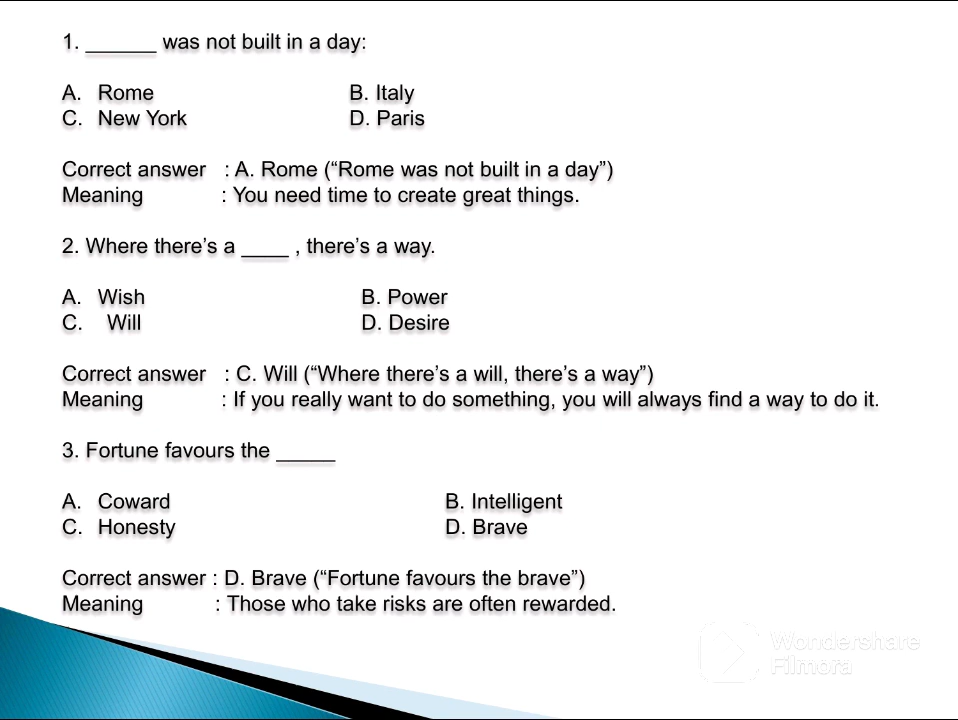 1. ______ was not built in a day:
A. Rome B. Italy
C. New York D. Paris
Correct answer : A. Rome (“Rome was not built in a day”)
Meaning : You need time to create great things.
2. Where there’s a ____ , there’s a way.
A. Wish B. Power
C. Will D. Desire
Correct answer : C. Will (“Where there’s a will, there’s a way”)
Meaning : If you really want to do something, you will always find a way to do it.
3. Fortune favours the _____
A. Coward B. Intelligent
C. Honesty D. Brave
Correct answer : D. Brave (“Fortune favours the brave”)
Meaning : Those who take risks are often rewarded.
Wondershare
Filmora